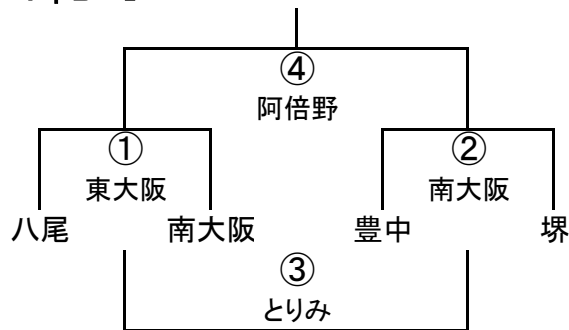 ④
阿倍野
① ②
東大阪 南大阪
八尾 南大阪 豊中 堺
③
とりみ